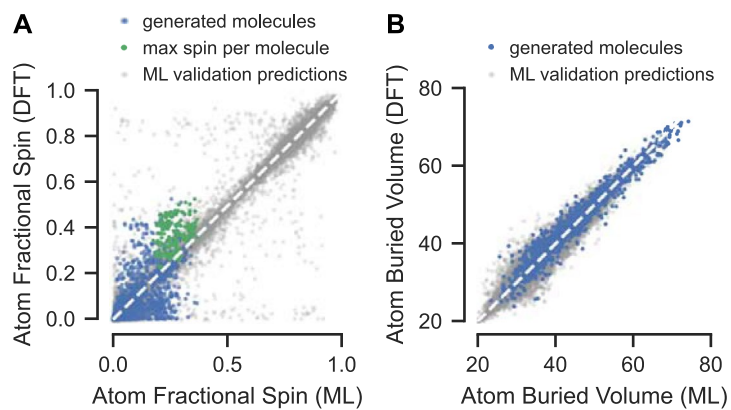 A
generated molecules
max spin per molecule
ML validation predictions
Atom Fractional Spin (DFT)
1.0
0.8
0.6
0.4
0.2
0.0
0.0
0.5
1.0
Atom Fractional Spin (ML)
B
generated molecules
ML validation predictions
Atom Buried Volume (DFT)
80
60
40
20
20
40
60
80
Atom Buried Volume (ML)